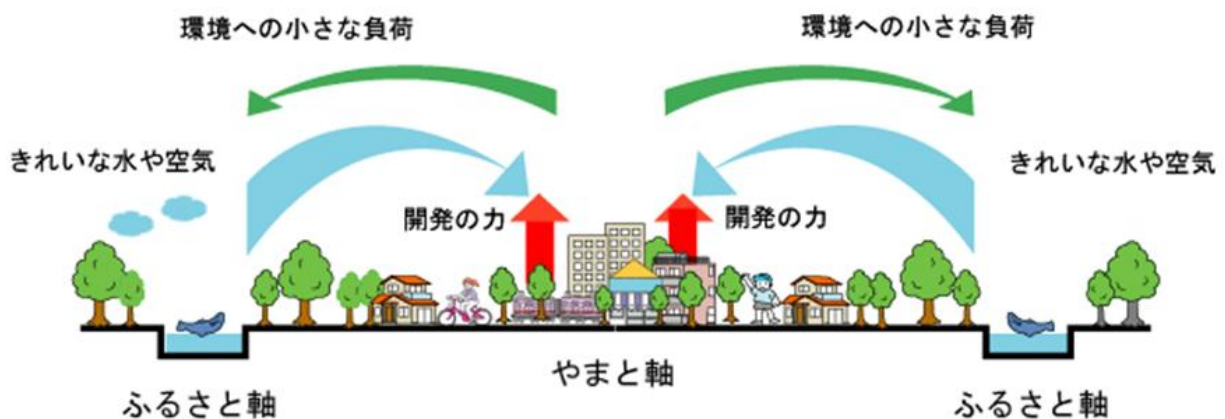 環境への小さな負荷
環境への小さな負荷
きれいな水や空気
きれいな水や空気
開発の力
開発の力
やまと軸
ふるさと軸
ふるさと軸